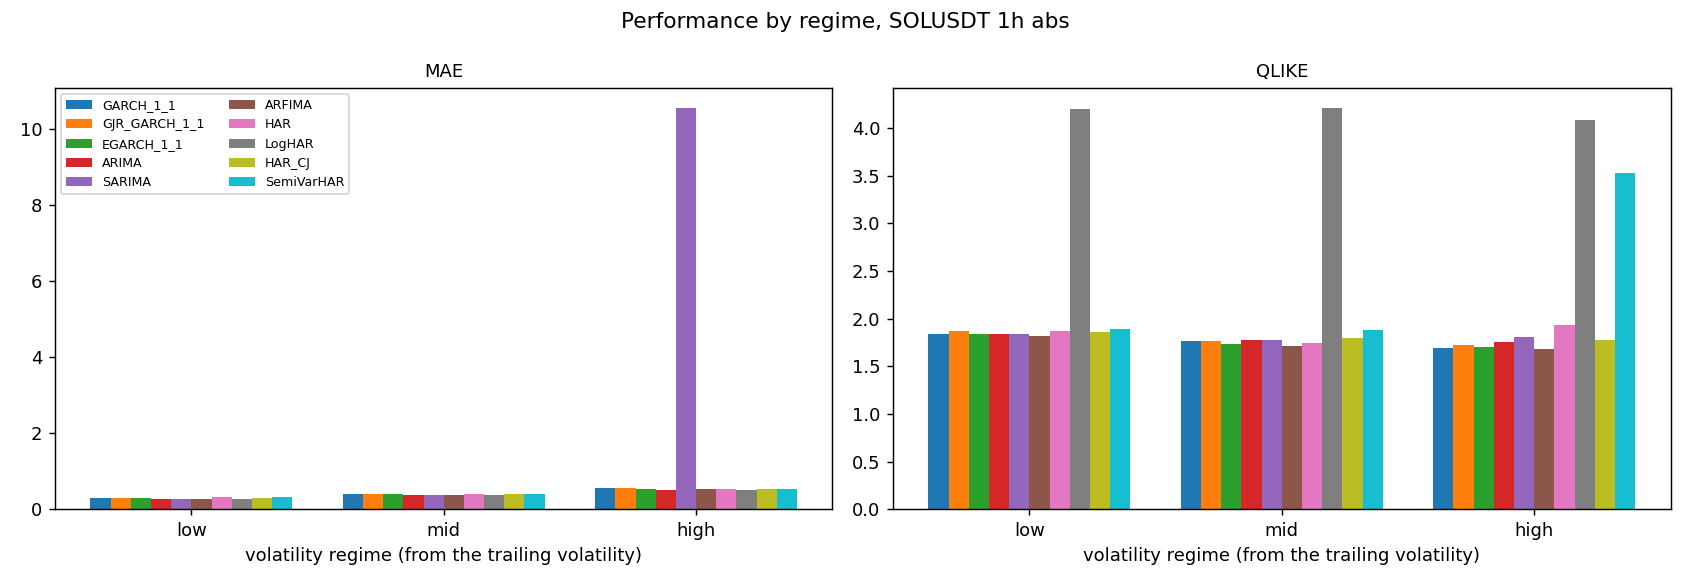 Performance by regime, SOLUSDT 1h abs
MAE
GARCH_1_1
GJR_GARCH_1_1
EGARCH_1_1
ARIMA
SARIMA
ARFIMA
HAR
LogHAR
HAR_CJ
SemiVarHAR
10
8
6
4
2
0
low mid high
volatility regime (from the trailing volatility)
QLIKE
4.0
3.5
3.0
2.5
2.0
1.5
1.0
0.5
0.0
low mid high
volatility regime (from the trailing volatility)